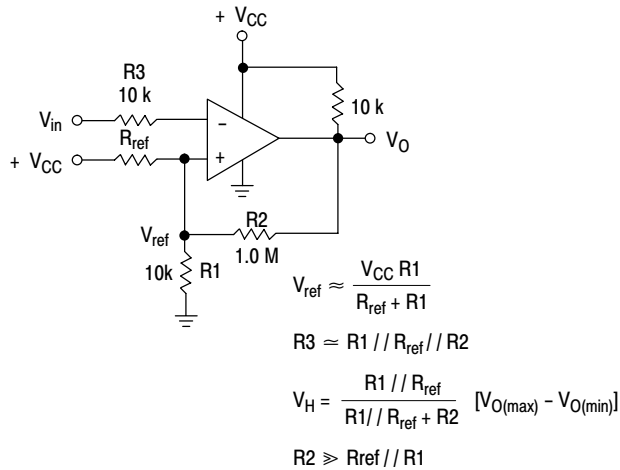 + V_CC
R3
10 k
V_in
−
10 k
R_ref
V_O
+ V_CC
+
R2
V_ref
1.0 M
10k
R1
V_ref ≈ V_CC R1 / R_ref + R1
R3 ≃ R1 // R_ref // R2
V_H = R1 // R_ref / R1// R_ref + R2 [V_O(max) – V_O(min)]
R2 ≫ Rref // R1